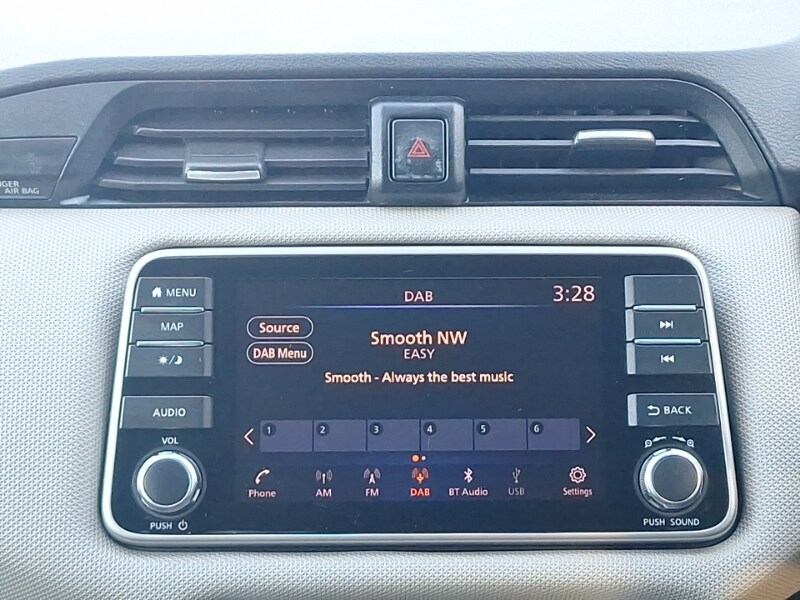 NGER
AIR BAG
MENU
MAP
AUDIO
VOL
PUSH
DAB
3:28
Source
DAB Menu
Smooth NW
EASY
Smooth - Always the best music
1 2 3 4 5 6
Phone AM FM DAB BT Audio USB Settings
BACK
PUSH SOUND